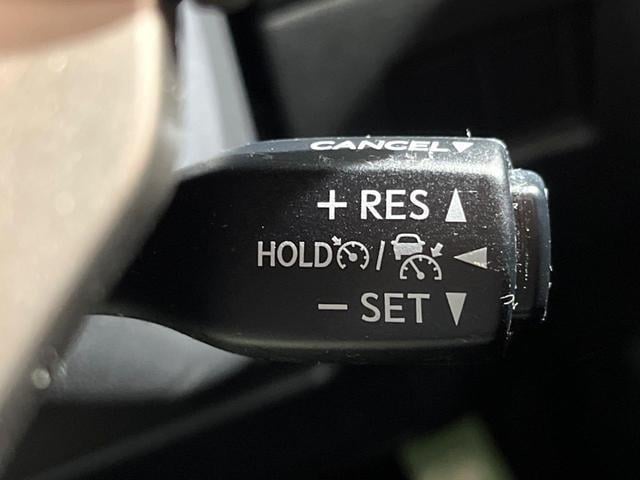 CANCEL▼
+ RES ▲
HOLD / ◀
- SET ▼